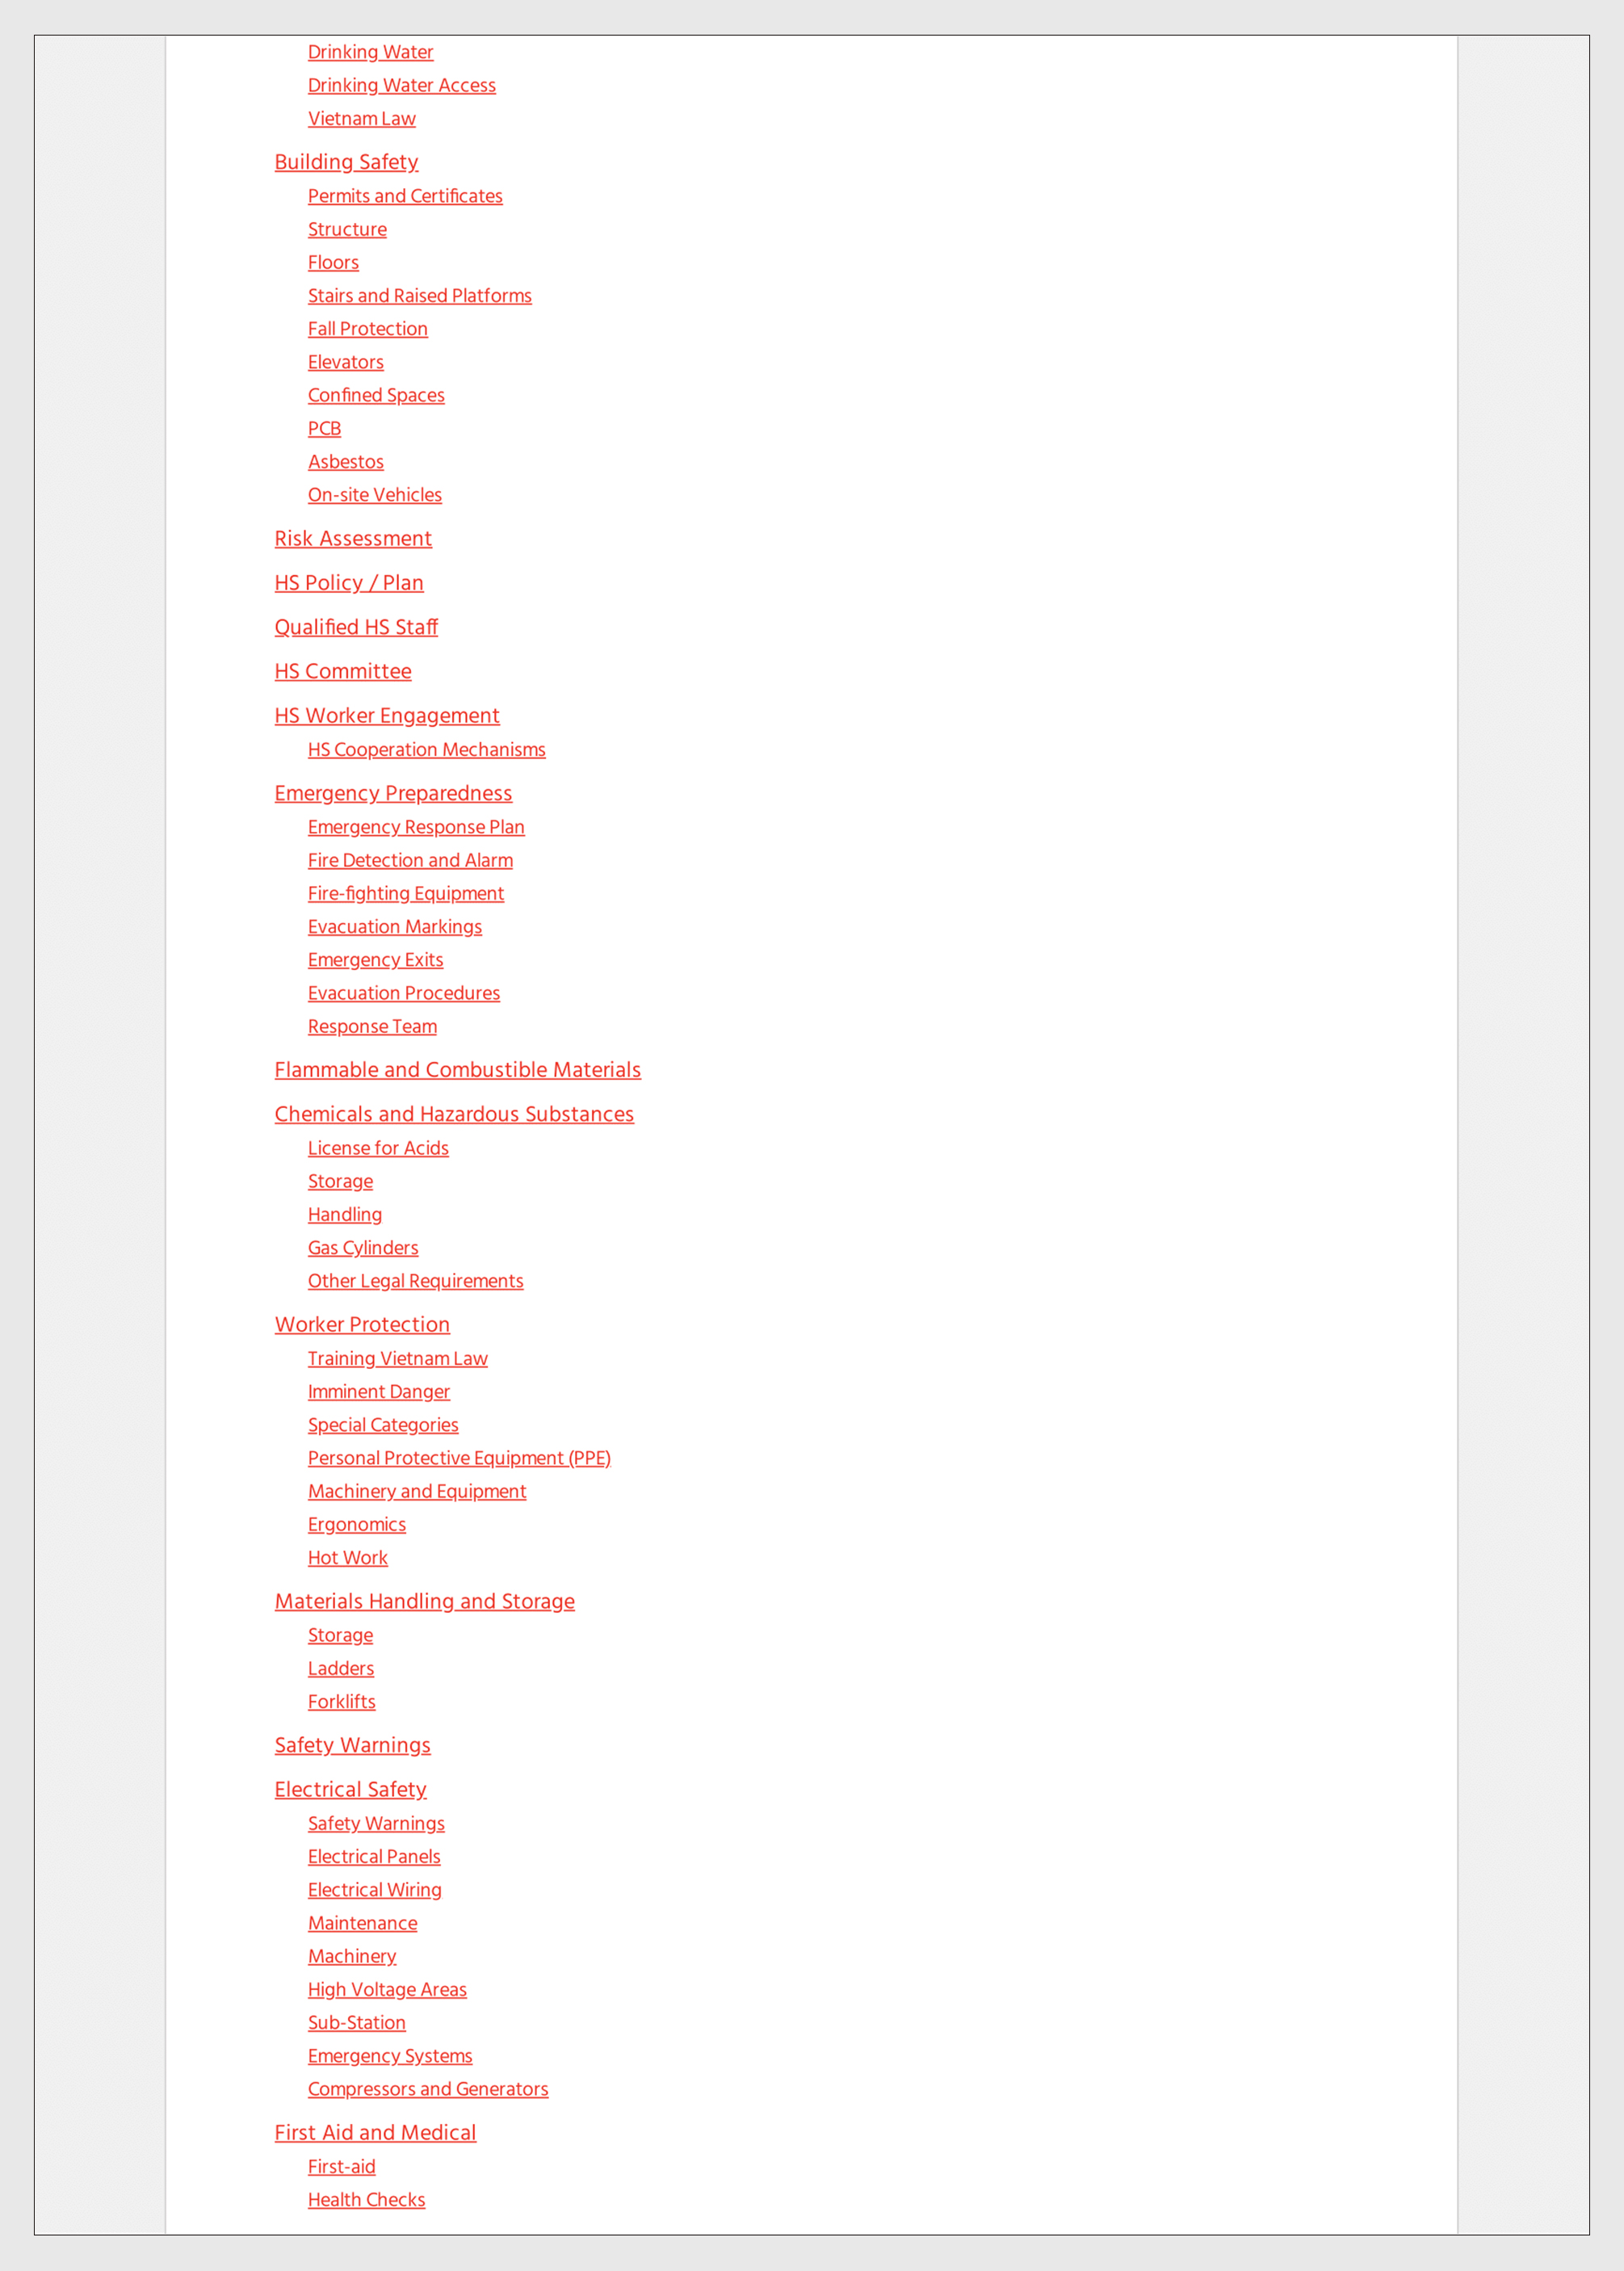 Drinking Water
Drinking Water Access
Vietnam Law
Building Safety
Permits and Certificates
Structure
Floors
Stairs and Raised Platforms
Fall Protection
Elevators
Confined Spaces
PCB
Asbestos
On-site Vehicles
Risk Assessment
HS Policy / Plan
Qualified HS Staff
HS Committee
HS Worker Engagement
HS Cooperation Mechanisms
Emergency Preparedness
Emergency Response Plan
Fire Detection and Alarm
Fire-fighting Equipment
Evacuation Markings
Emergency Exits
Evacuation Procedures
Response Team
Flammable and Combustible Materials
Chemicals and Hazardous Substances
License for Acids
Storage
Handling
Gas Cylinders
Other Legal Requirements
Worker Protection
Training Vietnam Law
Imminent Danger
Special Categories
Personal Protective Equipment (PPE)
Machinery and Equipment
Ergonomics
Hot Work
Materials Handling and Storage
Storage
Ladders
Forklifts
Safety Warnings
Electrical Safety
Safety Warnings
Electrical Panels
Electrical Wiring
Maintenance
Machinery
High Voltage Areas
Sub-Station
Emergency Systems
Compressors and Generators
First Aid and Medical
First-aid
Health Checks